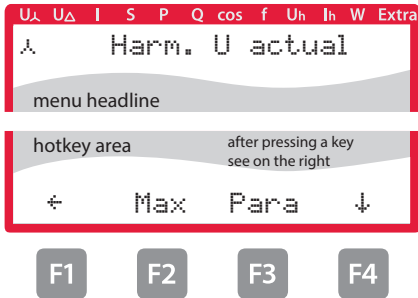 U⅄ U△ I S P Q cos f Uh Ih W Extra
⅄ Harm. U actual
menu headline
hotkey area
after pressing a key
see on the right
← Max Para ↓
F1 F2 F3 F4